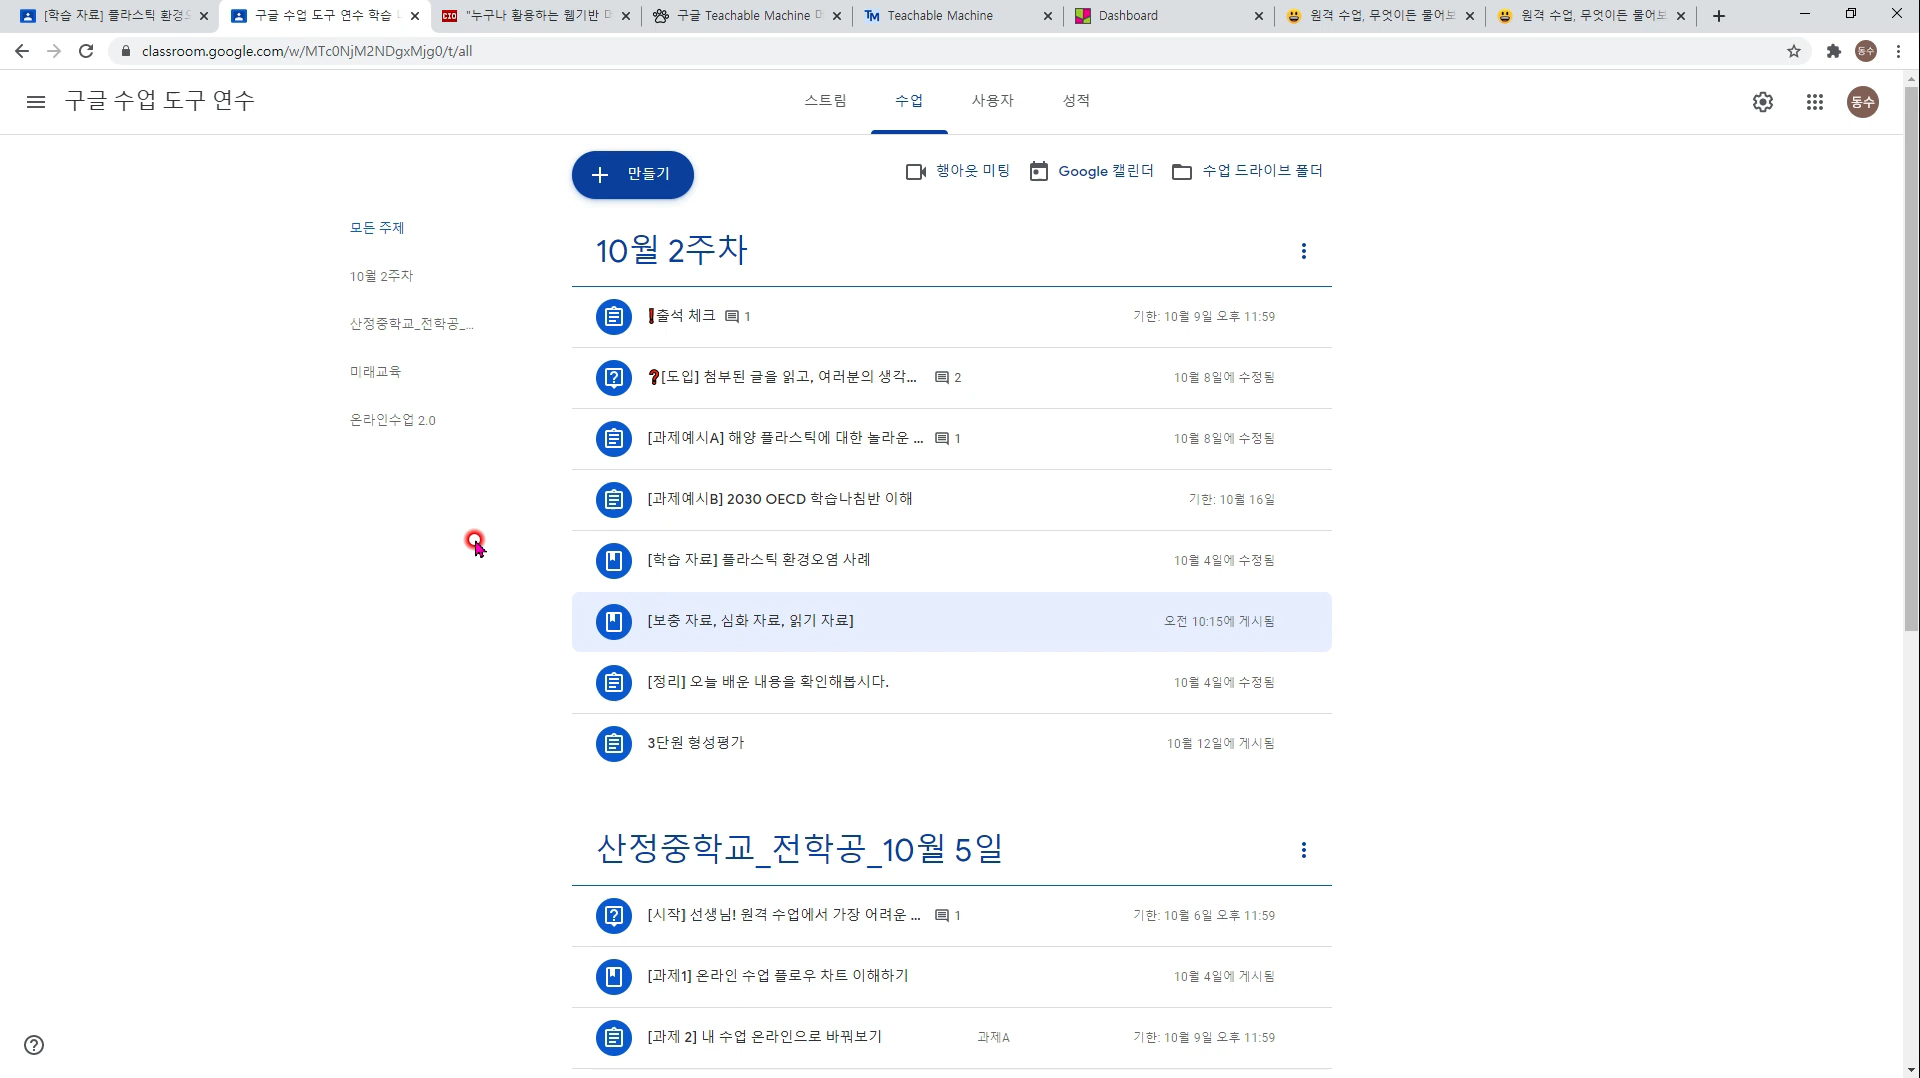 [학습 자료] 플라스틱 환경오
구글 수업 도구 연수 학습
"누구나 활용하는 웹기반
구글 Teachable Machine
Teachable Machine
Dashboard
원격 수업, 무엇이든 물어보
원격 수업, 무엇이든 물어보
classroom.google.com/w/MTc0NjM2NDgxMjg0/t/all
동수
구글 수업 도구 연수
스트림
수업
사용자
성적
동수
만들기
행아웃 미팅
Google 캘린더
수업 드라이브 폴더
모든 주제
10월 2주차
산정중학교_전학공_...
미래교육
온라인수업 2.0
10월 2주차
❗출석 체크 1
기한: 10월 9일 오후 11:59
❓[도입] 첨부된 글을 읽고, 여러분의 생각... 2
10월 8일에 수정됨
[과제예시A] 해양 플라스틱에 대한 놀라운 ... 1
10월 8일에 수정됨
[과제예시B] 2030 OECD 학습나침반 이해
기한: 10월 16일
[학습 자료] 플라스틱 환경오염 사례
10월 4일에 수정됨
[보충 자료, 심화 자료, 읽기 자료]
오전 10:15에 게시됨
[정리] 오늘 배운 내용을 확인해봅시다.
10월 4일에 수정됨
3단원 형성평가
10월 12일에 게시됨
산정중학교_전학공_10월 5일
[시작] 선생님! 원격 수업에서 가장 어려운 ... 1
기한: 10월 6일 오후 11:59
[과제1] 온라인 수업 플로우 차트 이해하기
10월 4일에 게시됨
[과제 2] 내 수업 온라인으로 바꿔보기
과제A
기한: 10월 9일 오후 11:59